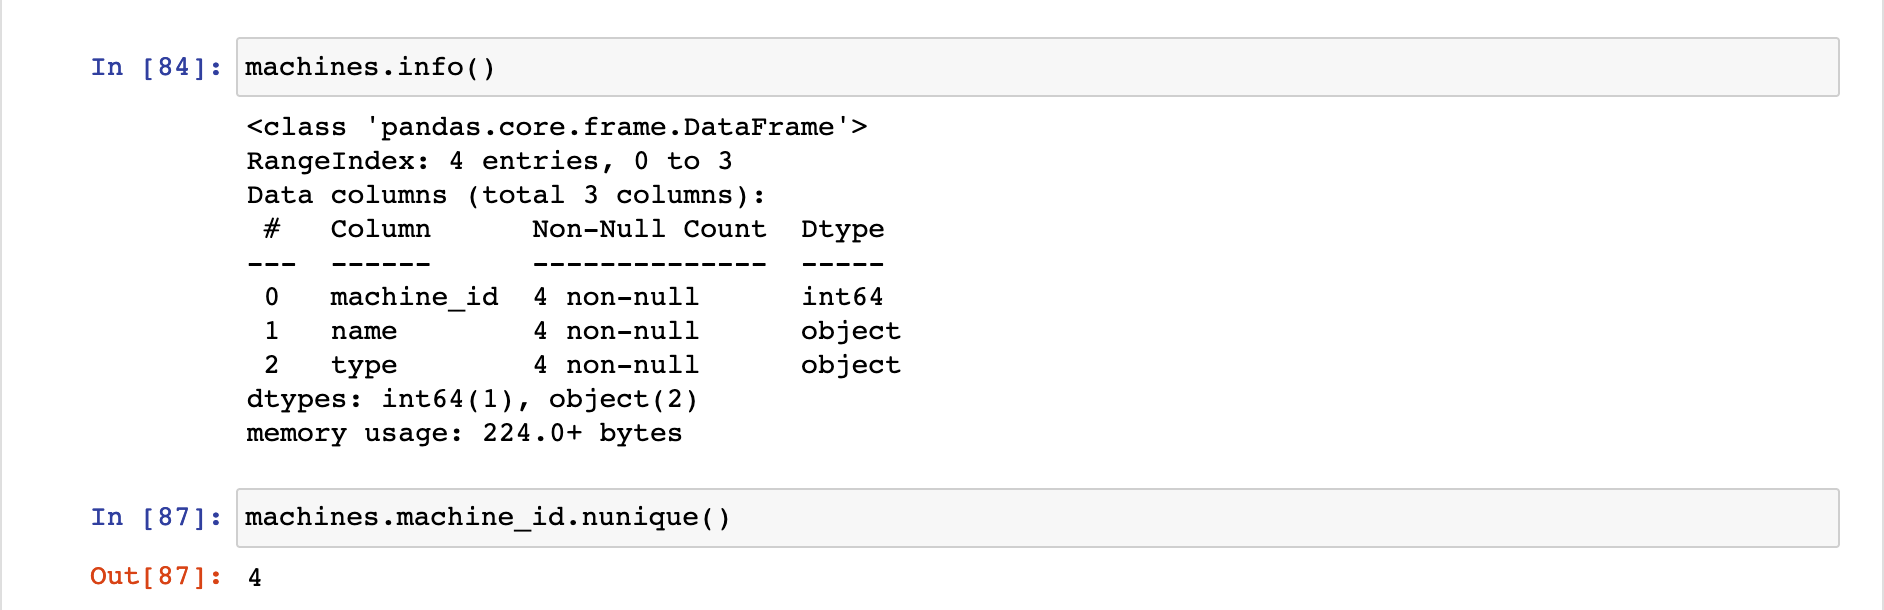 In [84]: machines.info()
<class 'pandas.core.frame.DataFrame'>
RangeIndex: 4 entries, 0 to 3
Data columns (total 3 columns):
 #   Column      Non-Null Count  Dtype
---  ------      --------------  -----
 0   machine_id  4 non-null      int64
 1   name        4 non-null      object
 2   type        4 non-null      object
dtypes: int64(1), object(2)
memory usage: 224.0+ bytes
In [87]: machines.machine_id.nunique()
Out[87]: 4